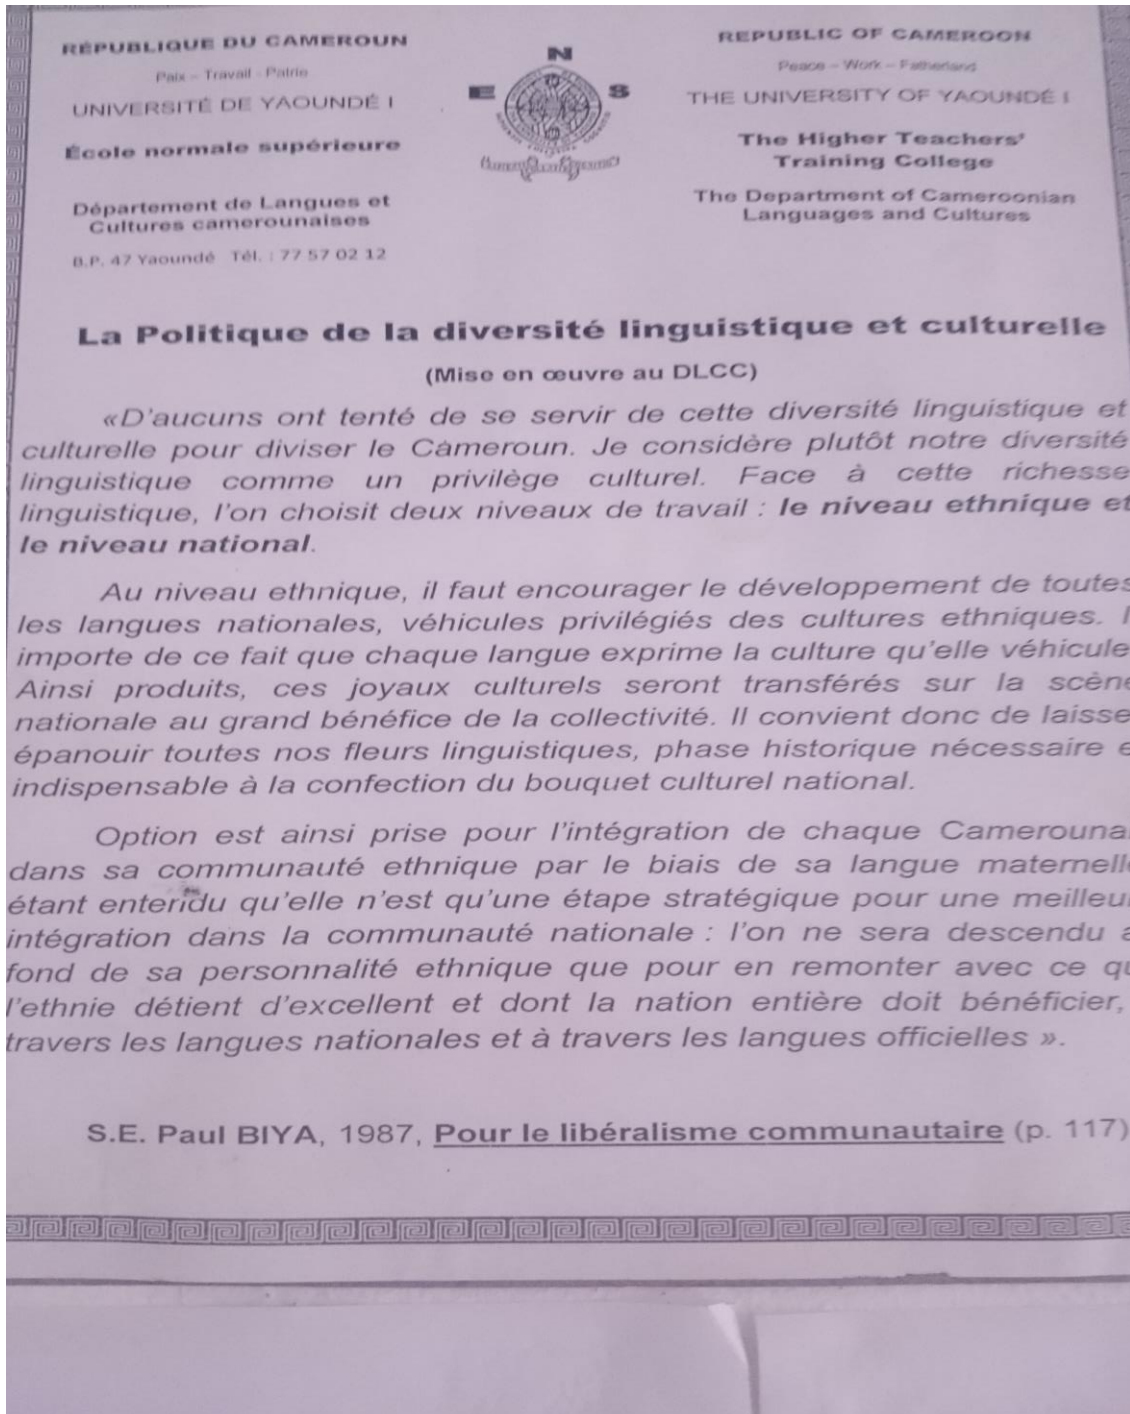 RÉPUBLIQUE DU CAMEROUN
Paix – Travail - Patrie
UNIVERSITÉ DE YAOUNDÉ I
École normale supérieure
Département de Langues et
Cultures camerounaises
B.P. 47 Yaoundé Tél. : 77 57 02 12
N
E S
REPUBLIC OF CAMEROON
Peace – Work – Fatherland
THE UNIVERSITY OF YAOUNDÉ I
The Higher Teachers'
Training College
The Department of Cameroonian
Languages and Cultures
La Politique de la diversité linguistique et culturelle
(Mise en œuvre au DLCC)
«D'aucuns ont tenté de se servir de cette diversité linguistique et
culturelle pour diviser le Cameroun. Je considère plutôt notre diversité
linguistique comme un privilège culturel. Face à cette richesse
linguistique, l'on choisit deux niveaux de travail : le niveau ethnique et
le niveau national.
Au niveau ethnique, il faut encourager le développement de toutes
les langues nationales, véhicules privilégiés des cultures ethniques.
importe de ce fait que chaque langue exprime la culture qu'elle véhicule
Ainsi produits, ces joyaux culturels seront transférés sur la scène
nationale au grand bénéfice de la collectivité. Il convient donc de laisse
épanouir toutes nos fleurs linguistiques, phase historique nécessaire e
indispensable à la confection du bouquet culturel national.
Option est ainsi prise pour l'intégration de chaque Camerouna
dans sa communauté ethnique par le biais de sa langue maternelle
étant entendu qu'elle n'est qu'une étape stratégique pour une meilleu
intégration dans la communauté nationale : l'on ne sera descendu a
fond de sa personnalité ethnique que pour en remonter avec ce qu
l'ethnie détient d'excellent et dont la nation entière doit bénéficier,
travers les langues nationales et à travers les langues officielles ».
S.E. Paul BIYA, 1987, Pour le libéralisme communautaire (p. 117)